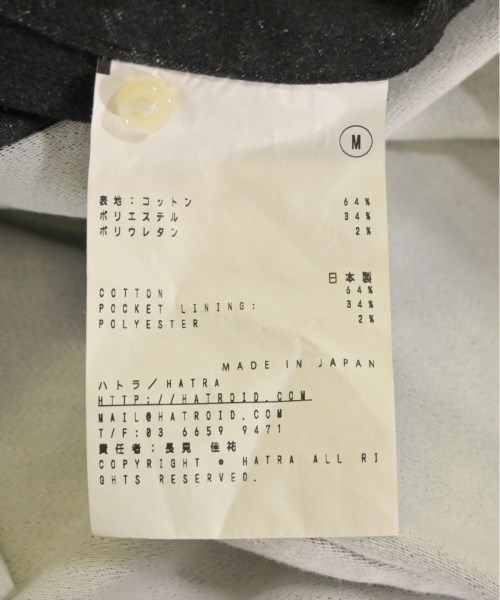 M
表地:コットン 64%
ポリエステル 34%
ポリウレタン 2%
日本製
COTTON 64%
POCKET LINING: 34%
POLYESTER 2%
MADE IN JAPAN
ハトラ/HATRA
HTTP://HATROID.COM
MAIL@HATROID.COM
T/F:03 6659 9471
責任者:長見 佳祐
COPYRIGHT ● HATRA ALL RI
GHTS RESERVED.